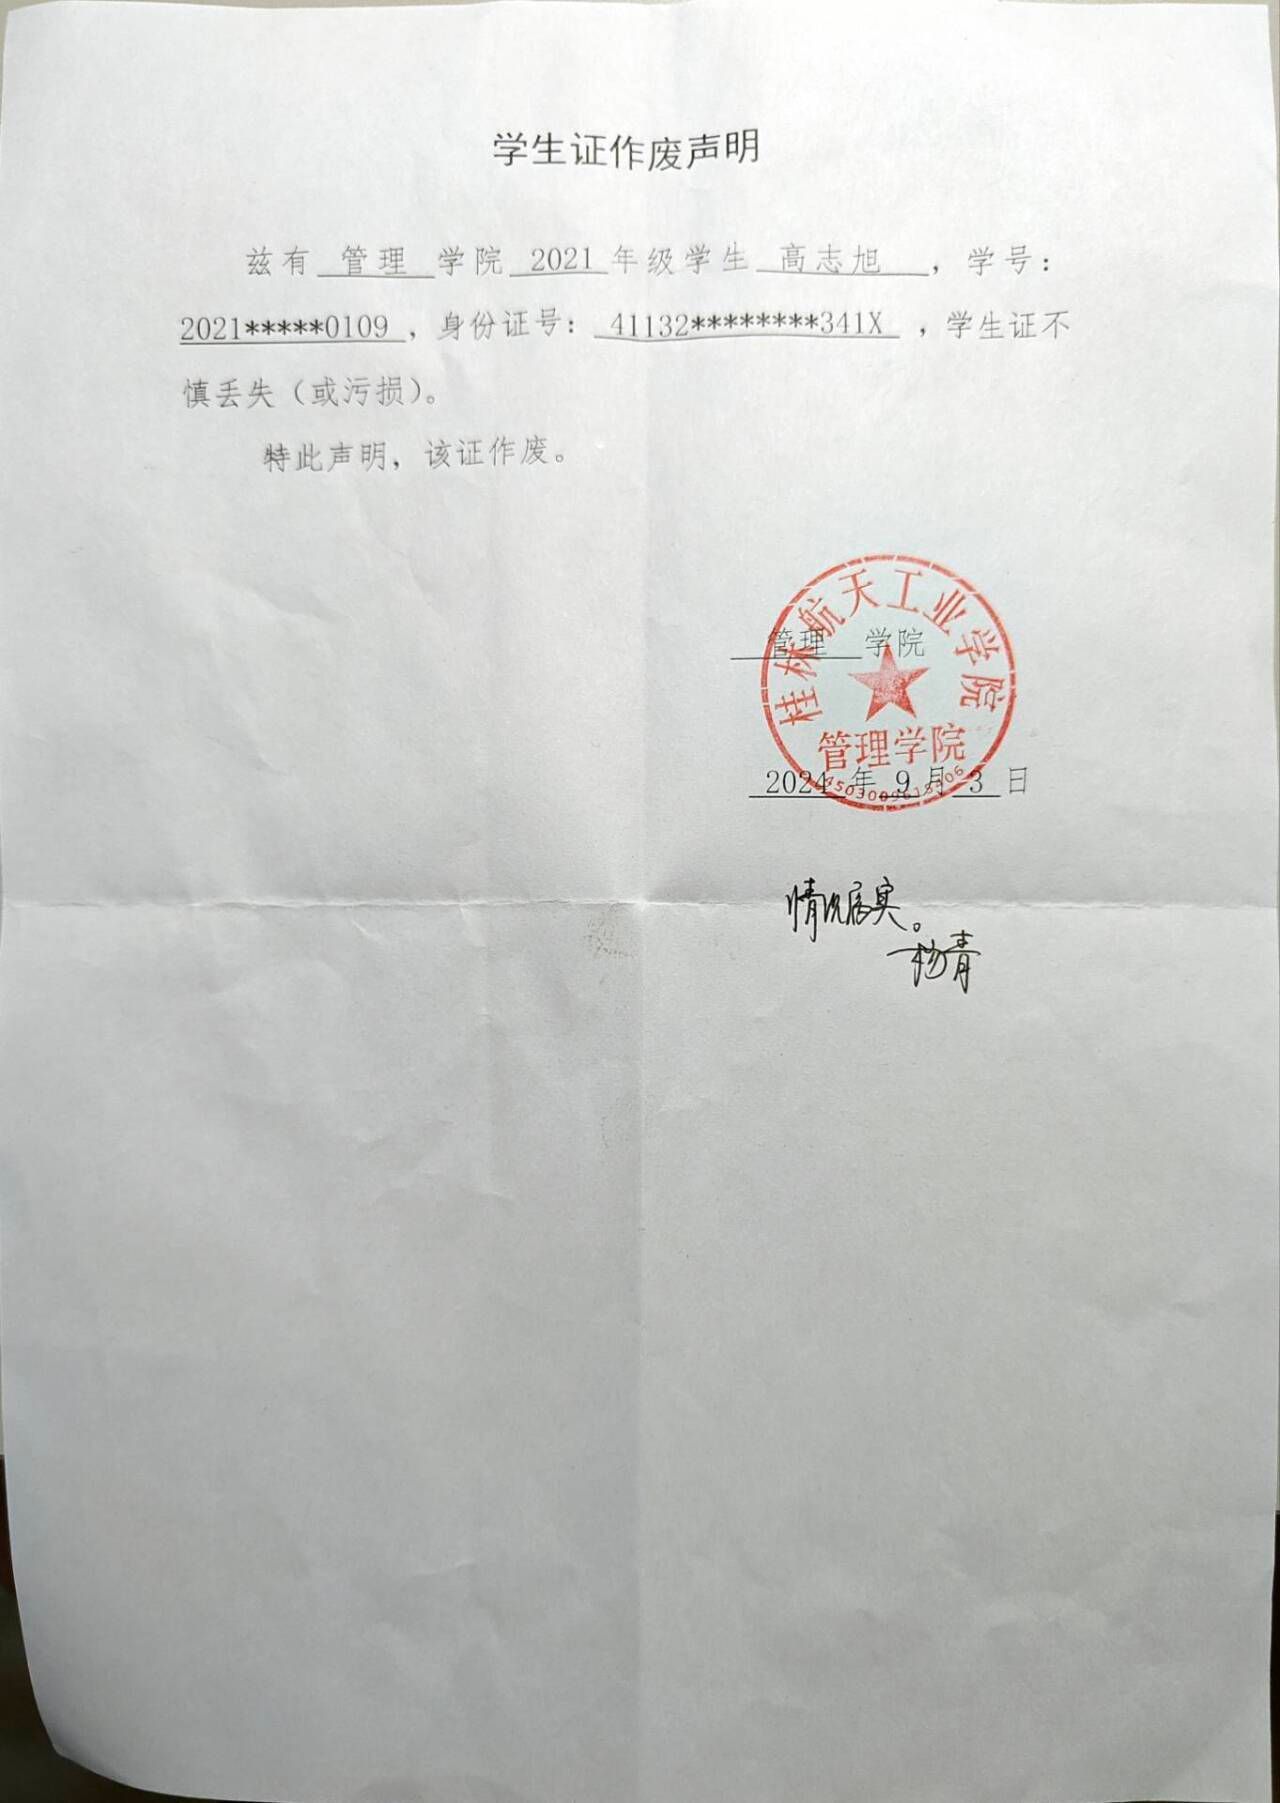 学生证作废声明
兹有 管理 学院 2021 年级学生 高志旭 ，学号：
2021*****0109 ，身份证号： 41132********341X ，学生证不
慎丢失（或污损）。
特此声明，该证作废。
桂林航天工业学院
管理 学院
管理学院
2024 年 9 月 3 日
情况属实。
杨青